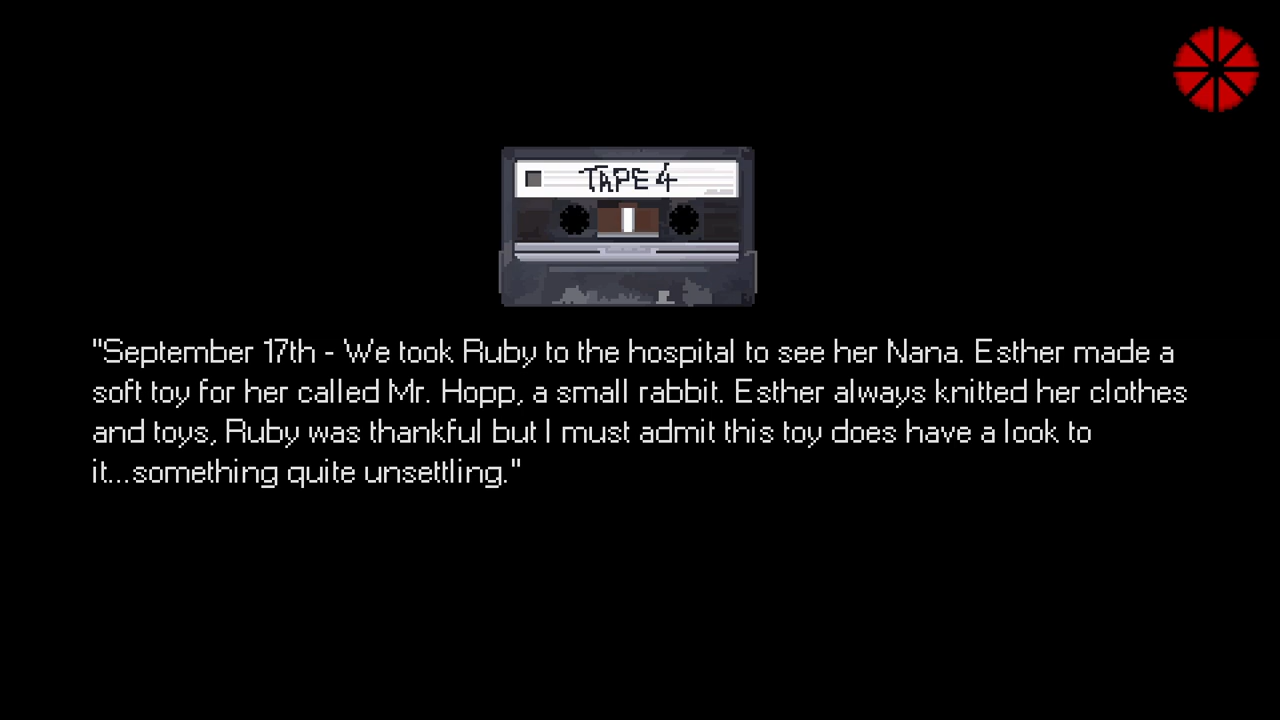 TAPE 4
"September 17th - We took Ruby to the hospital to see her Nana. Esther made a
soft toy for her called Mr. Hopp, a small rabbit. Esther always knitted her clothes
and toys, Ruby was thankful but I must admit this toy does have a look to
it...something quite unsettling."